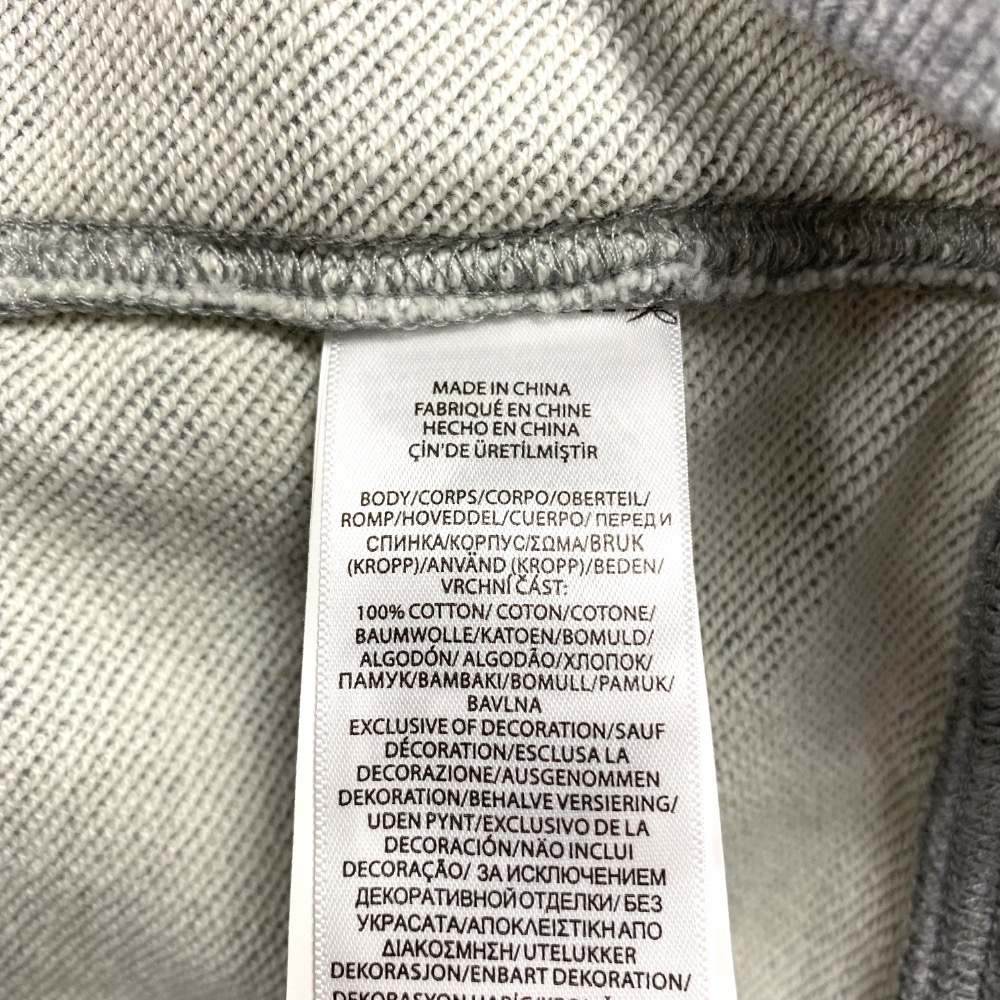 MADE IN CHINA
FABRIQUÉ EN CHINE
HECHO EN CHINA
ÇİN'DE ÜRETİLMİŞTİR
BODY/CORPS/CORPO/OBERTEIL/
ROMP/HOVEDDEL/CUERPO/ ПЕРЕД И
СПИНКА/КОРПУС/ΣΩΜΑ/BRUK
(KROPP)/ANVÄND (KROPP)/BEDEN/
VRCHNÍ ČÁST:
100% COTTON/ COTON/COTONE/
BAUMWOLLE/KATOEN/BOMULD/
ALGODÓN/ ALGODÃO/ХЛОПОК/
ПАМУК/ΒΑΜΒΑΚΙ/BOMULL/PAMUK/
BAVLNA
EXCLUSIVE OF DECORATION/SAUF
DÉCORATION/ESCLUSA LA
DECORAZIONE/AUSGENOMMEN
DEKORATION/BEHALVE VERSIERING/
UDEN PYNT/EXCLUSIVO DE LA
DECORACIÓN/NÄO INCLUI
DECORAÇÃO/ ЗА ИСКЛЮЧЕНИЕМ
ДЕКОРАТИВНОЙ ОТДЕЛКИ/ БЕЗ
УКРАСАТА/ΑΠΟΚΛΕΙΣΤΙΚΗ ΑΠΟ
ΔΙΑΚΟΣΜΗΣΗ/UTELUKKER
DEKORASJON/ENBART DEKORATION/